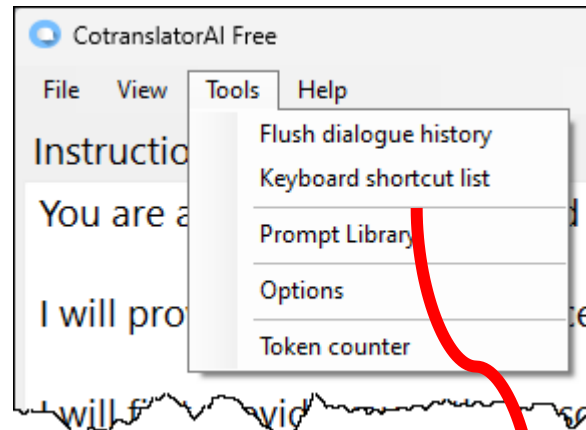 CotranslatorAI Free
File View Tools Help
Flush dialogue history
Instructio
Keyboard shortcut list
You are a
Prompt Library
Options
I will pro
Token counter
I will